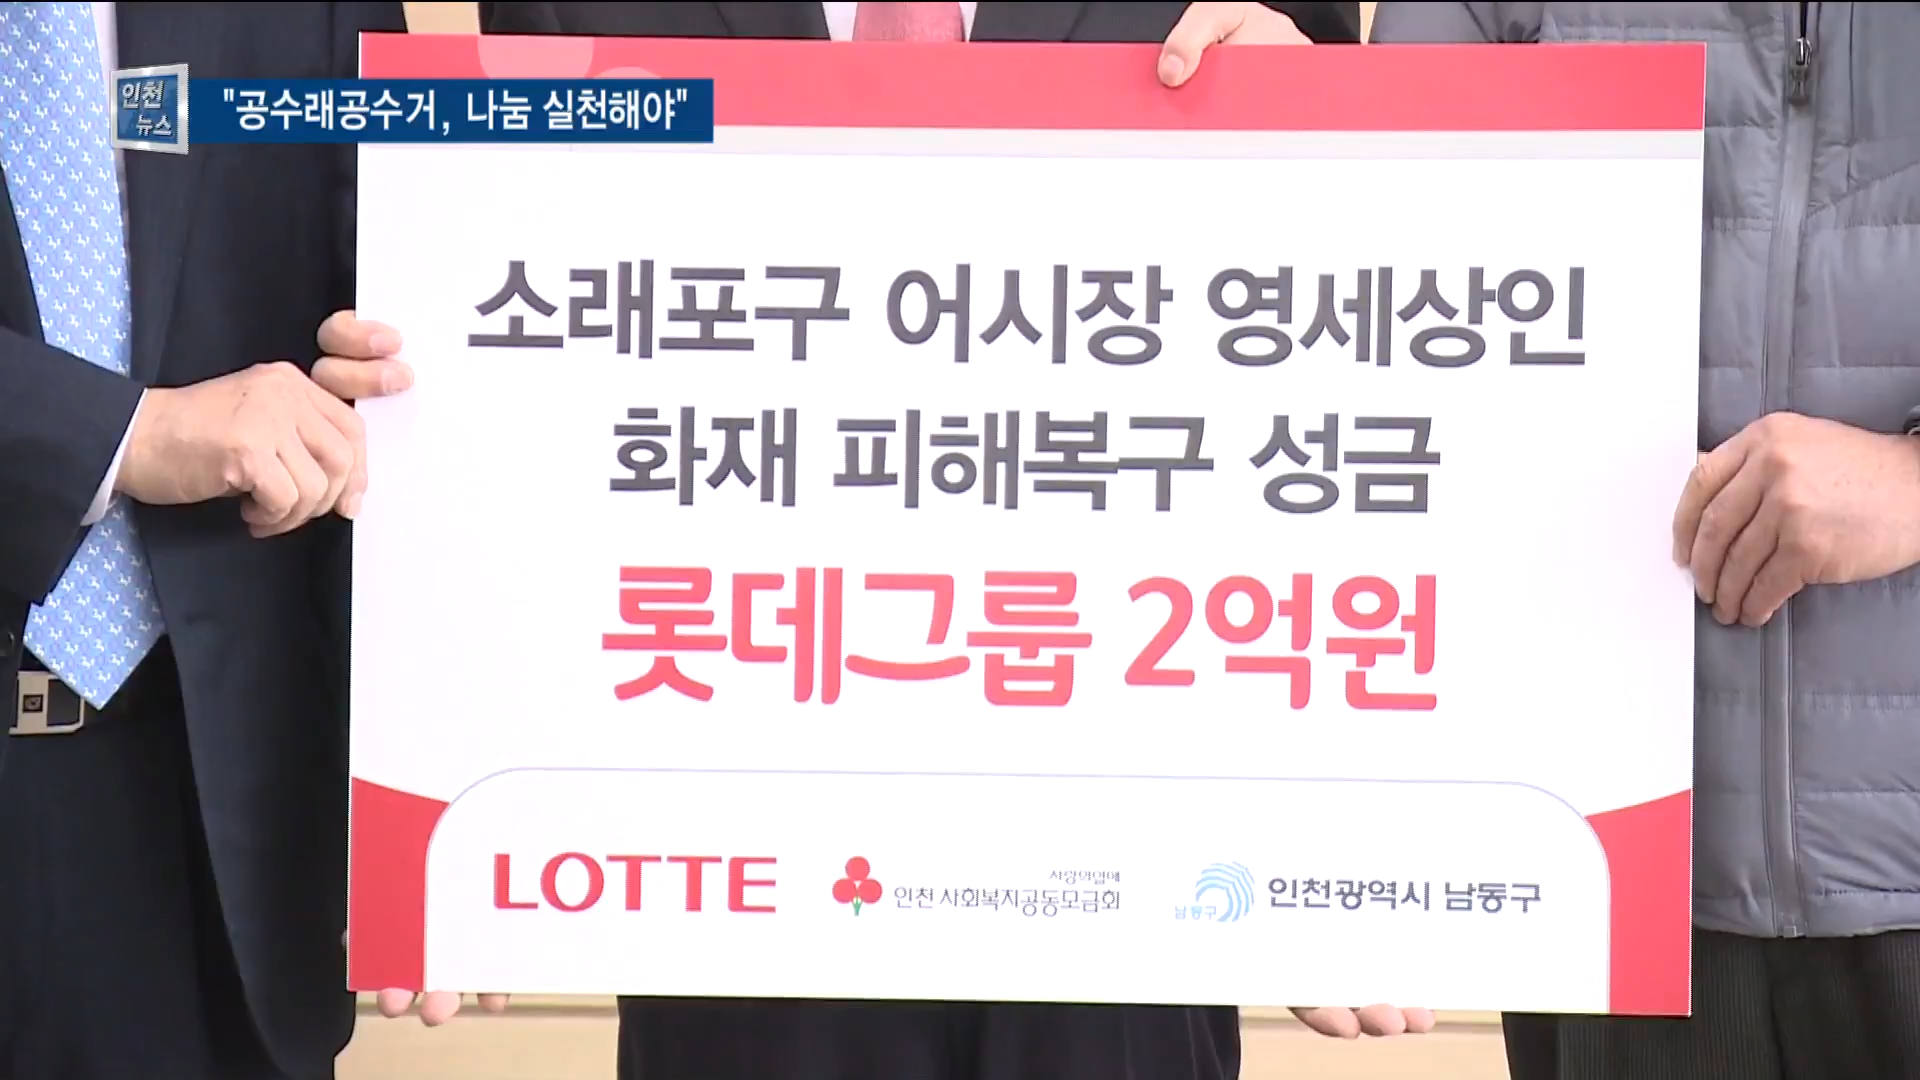 인천
뉴스
"공수래공수거, 나눔 실천해야"
소래포구 어시장 영세상인
화재 피해복구 성금
롯데그룹 2억원
LOTTE
사랑의열매
인천 사회복지공동모금회
남동구
인천광역시 남동구